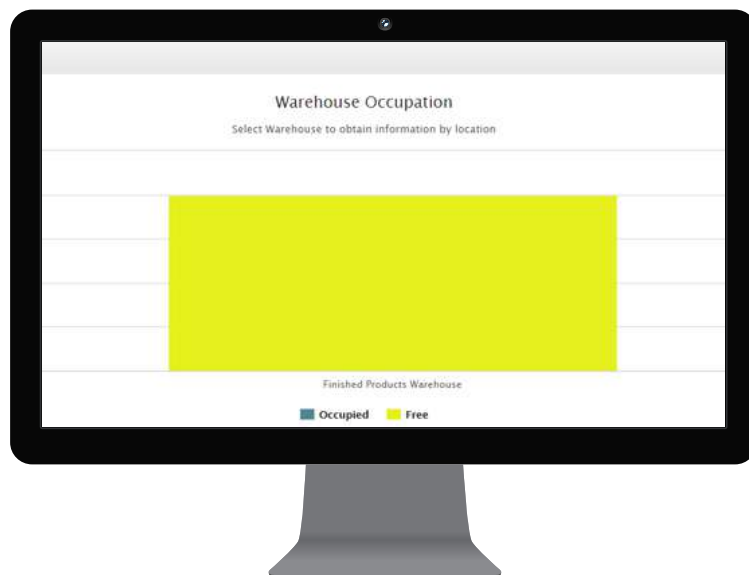 Warehouse Occupation
Select Warehouse to obtain information by location
Finished Products Warehouse
Occupied Free